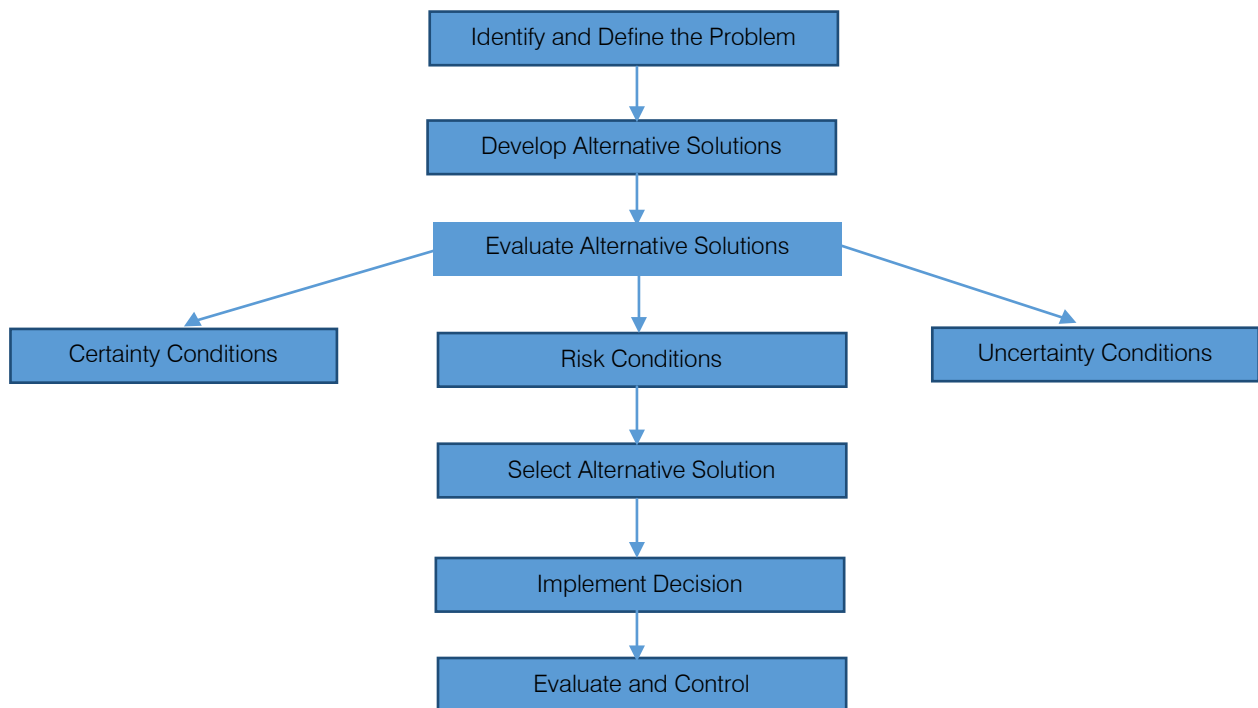 Identify and Define the Problem
Develop Alternative Solutions
Evaluate Alternative Solutions
Certainty Conditions
Risk Conditions
Uncertainty Conditions
Select Alternative Solution
Implement Decision
Evaluate and Control